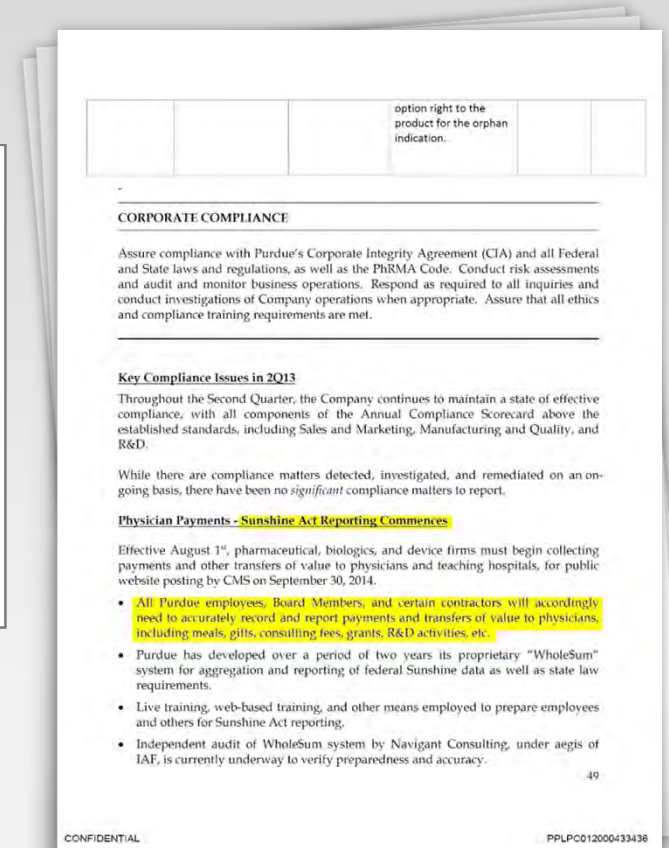 option right to the
product for the orphan
indication.
-
CORPORATE COMPLIANCE
Assure compliance with Purdue's Corporate Integrity Agreement (CIA) and all Federal
and State laws and regulations, as well as the PhRMA Code. Conduct risk assessments
and audit and monitor business operations. Respond as required to all inquiries and
conduct investigations of Company operations when appropriate. Assure that all ethics
and compliance training requirements are met.
Key Compliance Issues in 2Q13
Throughout the Second Quarter, the Company continues to maintain a state of effective
compliance, with all components of the Annual Compliance Scorecard above the
established standards, including Sales and Marketing, Manufacturing and Quality, and
R&D.
While there are compliance matters detected, investigated, and remediated on an on-
going basis, there have been no significant compliance matters to report.
Physician Payments - Sunshine Act Reporting Commences
Effective August 1st, pharmaceutical, biologics, and device firms must begin collecting
payments and other transfers of value to physicians and teaching hospitals, for public
website posting by CMS on September 30, 2014.
• All Purdue employees, Board Members, and certain contractors will accordingly
need to accurately record and report payments and transfers of value to physicians,
including meals, gifts, consulting fees, grants, R&D activities, etc.
• Purdue has developed over a period of two years its proprietary "WholeSum"
system for aggregation and reporting of federal Sunshine data as well as state law
requirements.
• Live training, web-based training, and other means employed to prepare employees
and others for Sunshine Act reporting.
• Independent audit of WholeSum system by Navigant Consulting, under aegis of
IAF, is currently underway to verify preparedness and accuracy.
49
CONFIDENTIAL
PPLPC012000433436